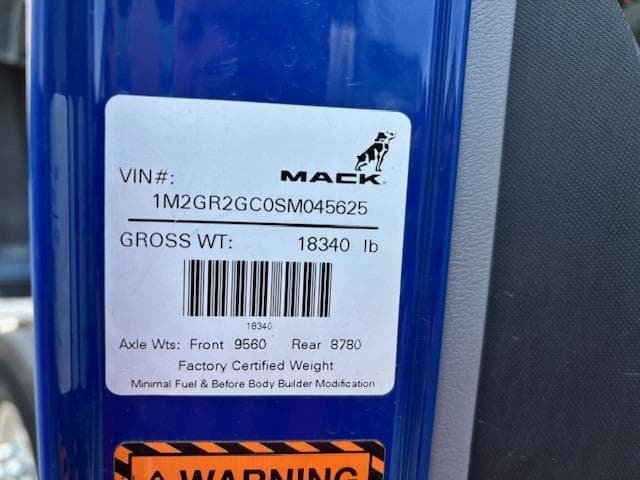 MACK
VIN#:
1M2GR2GC0SM045625
GROSS WT: 18340 lb
18340
Axle Wts: Front 9560 Rear 8780
Factory Certified Weight
Minimal Fuel & Before Body Builder Modification
WARNING